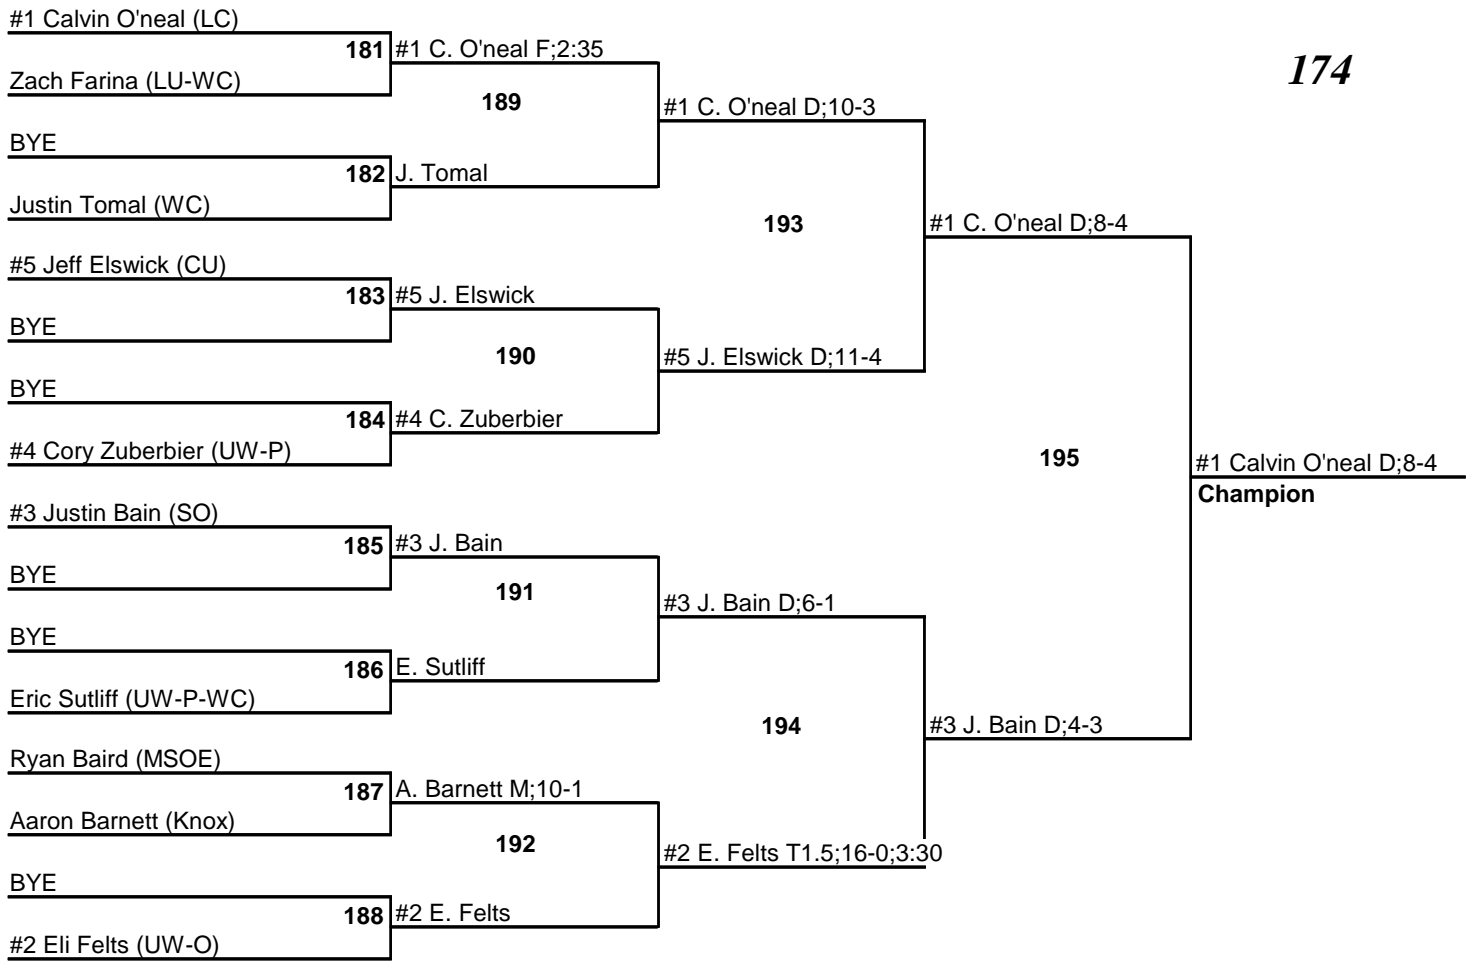 #1 Calvin O'neal (LC)
181 #1 C. O'neal F;2:35
174
Zach Farina (LU-WC)
189
#1 C. O'neal D;10-3
BYE
182 J. Tomal
Justin Tomal (WC)
193
#1 C. O'neal D;8-4
#5 Jeff Elswick (CU)
183 #5 J. Elswick
BYE
190
#5 J. Elswick D;11-4
BYE
184 #4 C. Zuberbier
#4 Cory Zuberbier (UW-P)
195
#1 Calvin O'neal D;8-4
Champion
#3 Justin Bain (SO)
185 #3 J. Bain
BYE
191
#3 J. Bain D;6-1
BYE
186 E. Sutliff
Eric Sutliff (UW-P-WC)
194
#3 J. Bain D;4-3
Ryan Baird (MSOE)
187 A. Barnett M;10-1
Aaron Barnett (Knox)
192
#2 E. Felts T1.5;16-0;3:30
BYE
188 #2 E. Felts
#2 Eli Felts (UW-O)